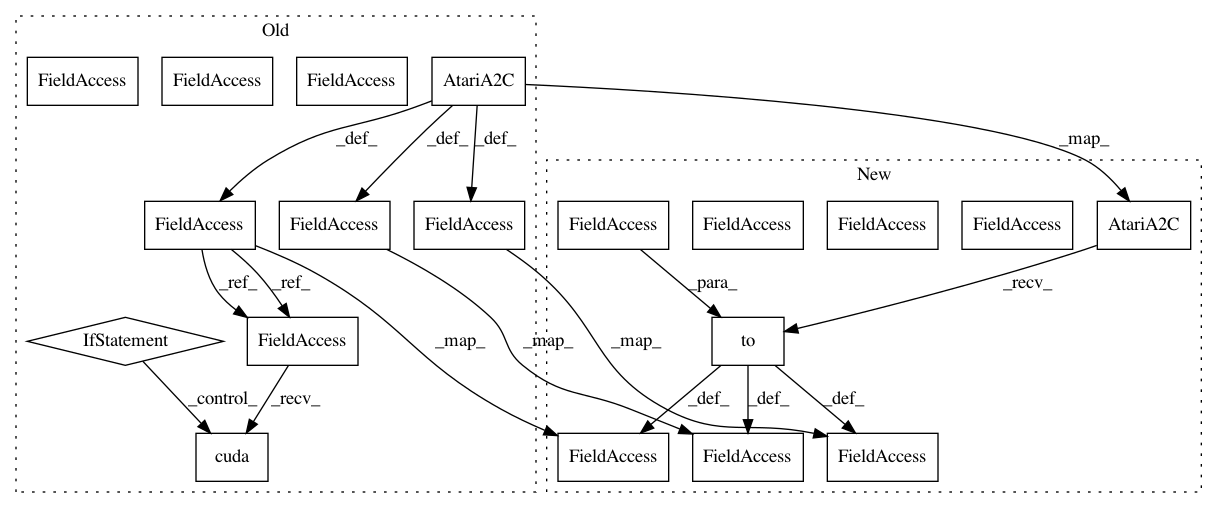 Old
FieldAccess
FieldAccess
FieldAccess
AtariA2C
_def_
_def_
_def_
_map_
New
FieldAccess
FieldAccess
FieldAccess
FieldAccess
FieldAccess
FieldAccess
FieldAccess
AtariA2C
_ref_
_ref_
_para_
_recv_
IfStatement
FieldAccess
_map_
_map_
_map_
to
_control_
_recv_
_def_
_def_
_def_
cuda
FieldAccess
FieldAccess
FieldAccess